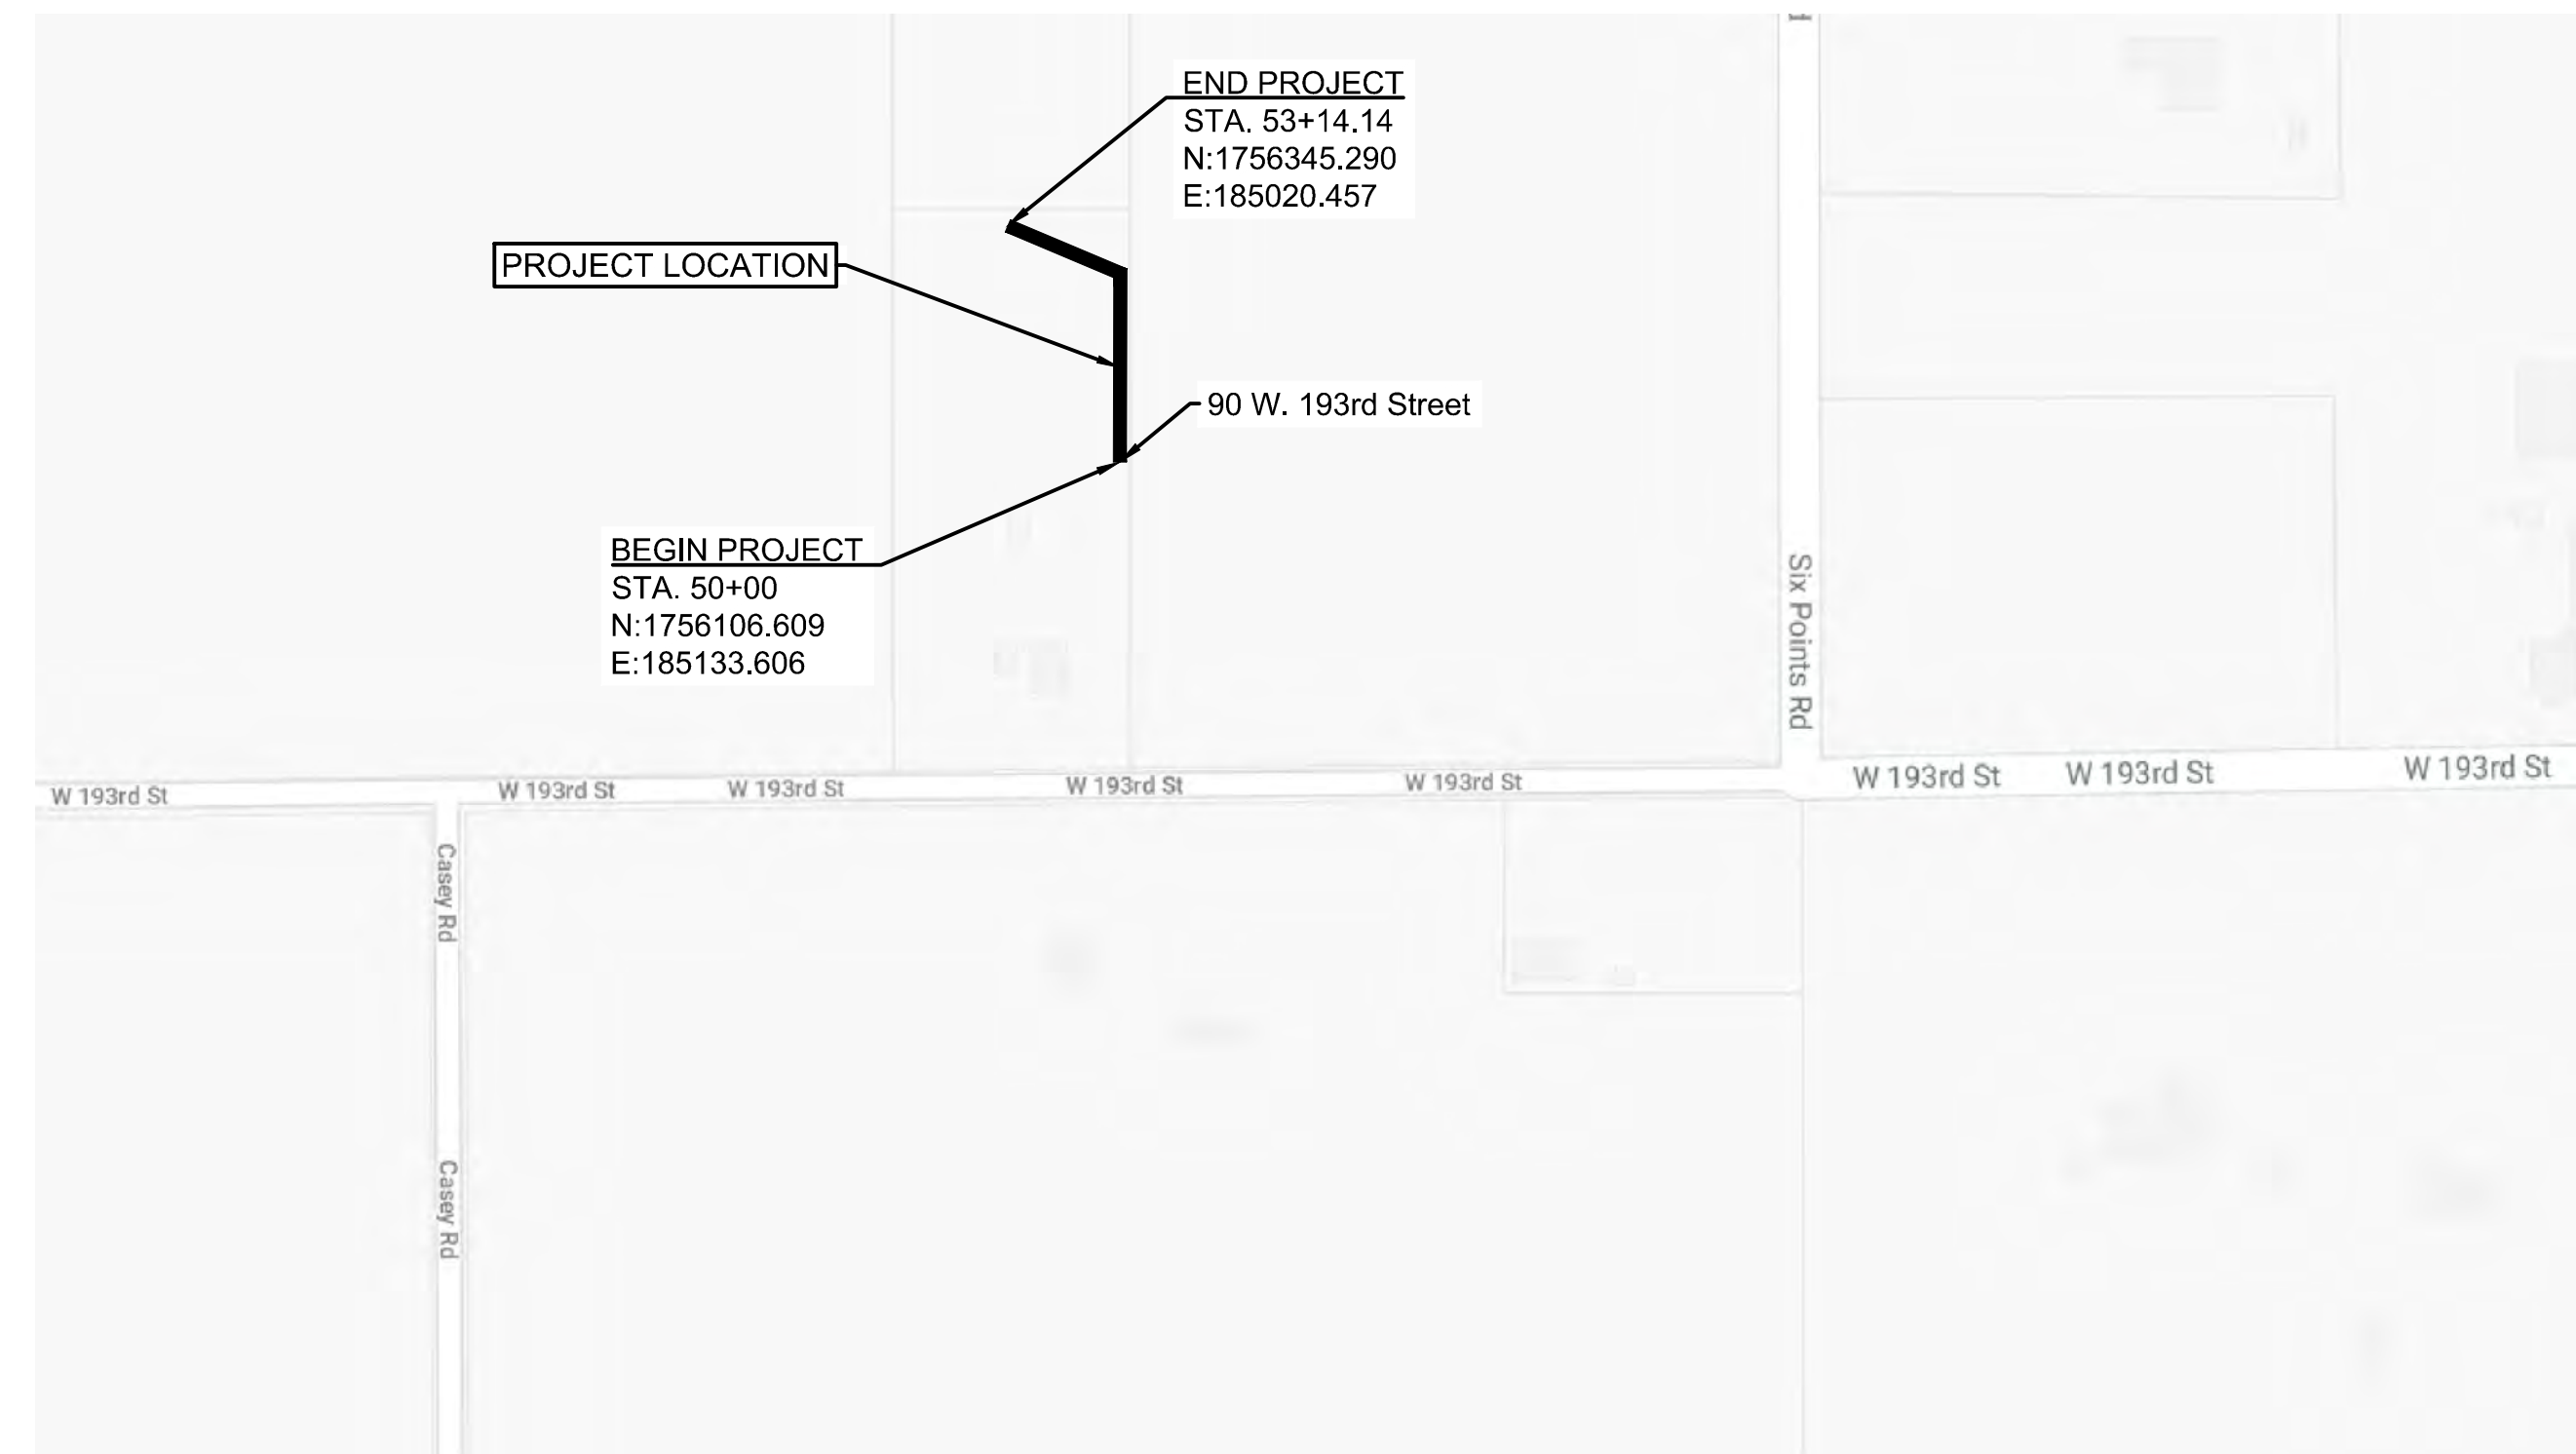 END PROJECT
STA. 53+14.14
N:1756345.290
E:185020.457
PROJECT LOCATION
90 W. 193rd Street
BEGIN PROJECT
STA. 50+00
N:1756106.609
E:185133.606
Six Points Rd
W 193rd St
W 193rd St
W 193rd St
W 193rd St
W 193rd St
W 193rd St
W 193rd St
W 193rd St
Casey Rd
Casey Rd